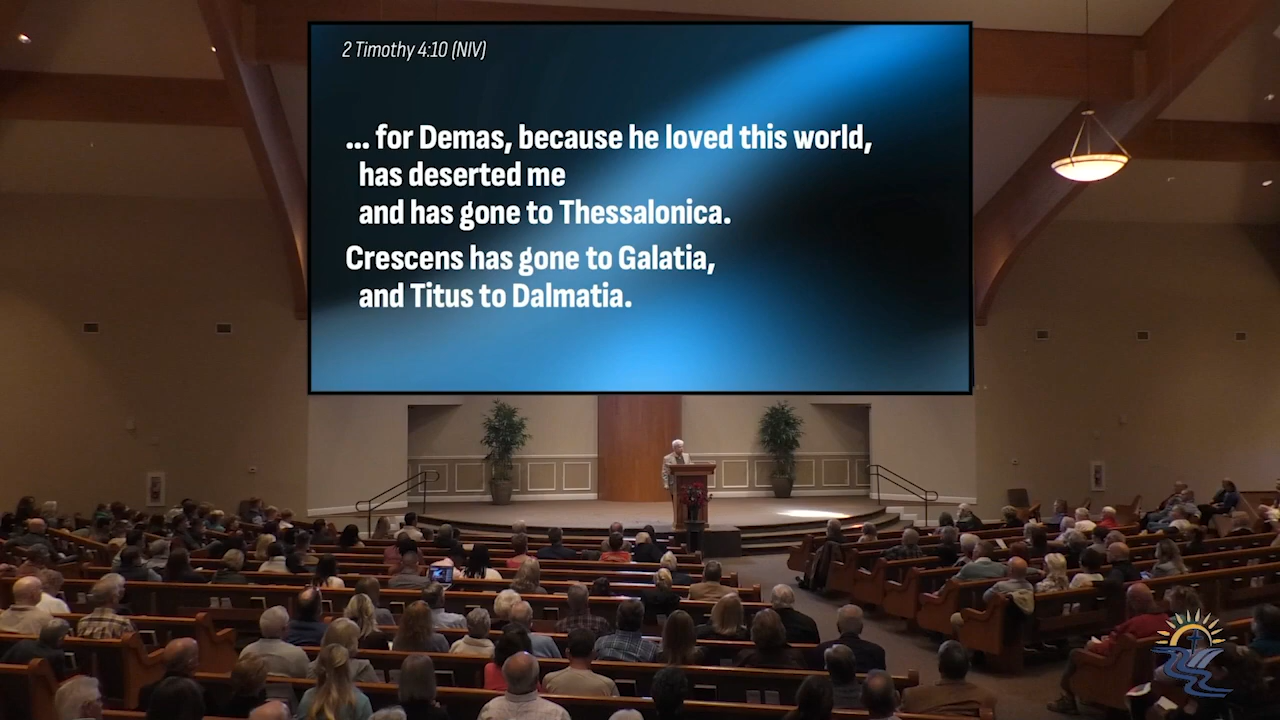 2 Timothy 4:10 (NIV)
... for Demas, because he loved this world,
has deserted me
and has gone to Thessalonica.
Crescens has gone to Galatia,
and Titus to Dalmatia.